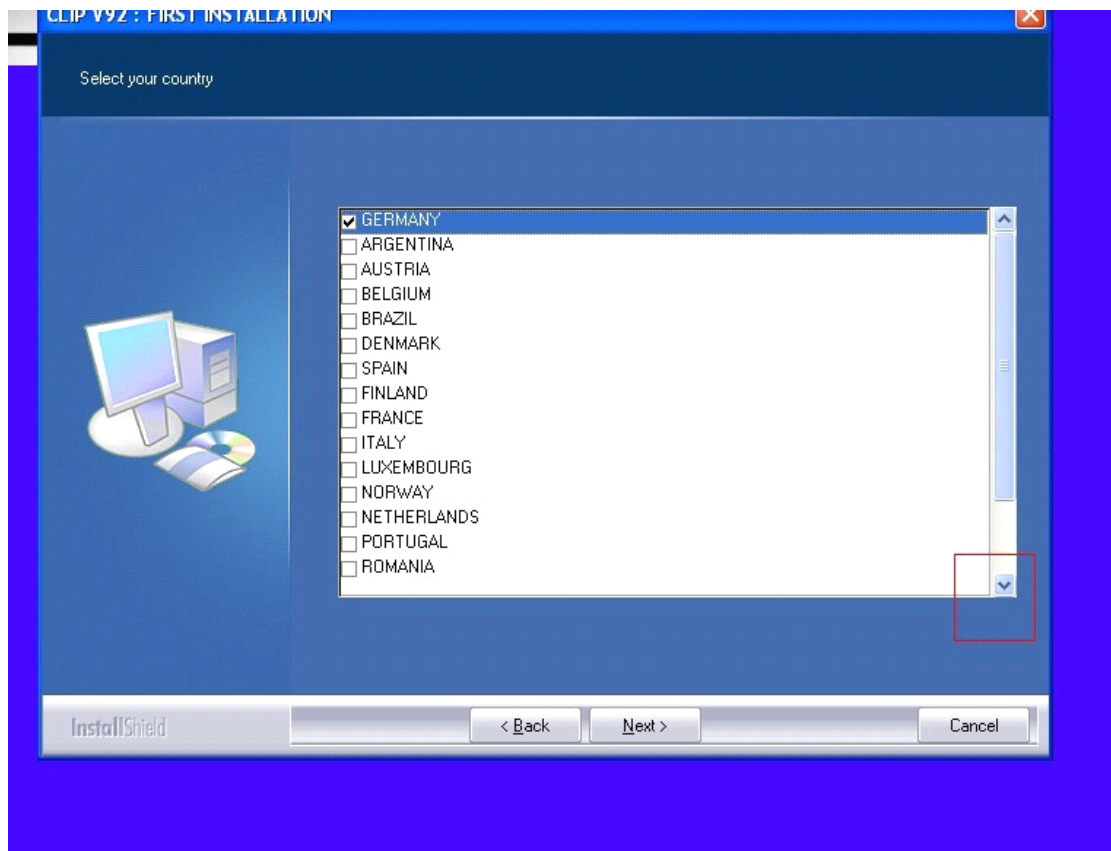 CLIP V92 : FIRST INSTALLATION
Select your country
GERMANY
ARGENTINA
AUSTRIA
BELGIUM
BRAZIL
DENMARK
SPAIN
FINLAND
FRANCE
ITALY
LUXEMBOURG
NORWAY
NETHERLANDS
PORTUGAL
ROMANIA
InstallShield
< Back
Next >
Cancel